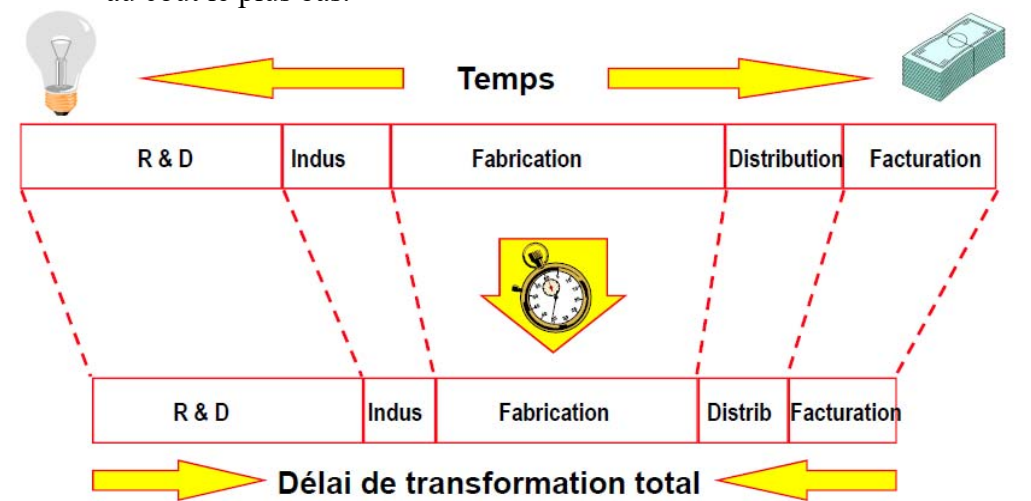 Temps
R & D Indus Fabrication Distribution Facturation
R & D Indus Fabrication Distrib Facturation
Délai de transformation total